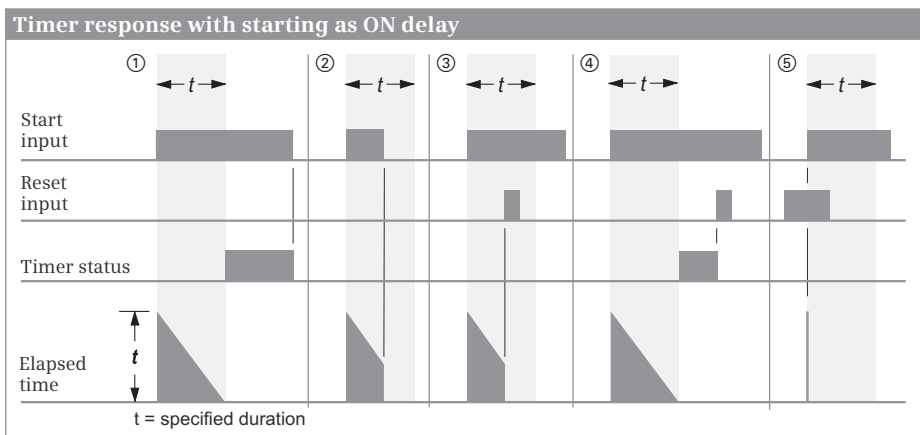 Timer response with starting as ON delay
① ② ③ ④ ⑤
t t t t t
Start
input
Reset
input
Timer status
t
Elapsed
time
t = specified duration